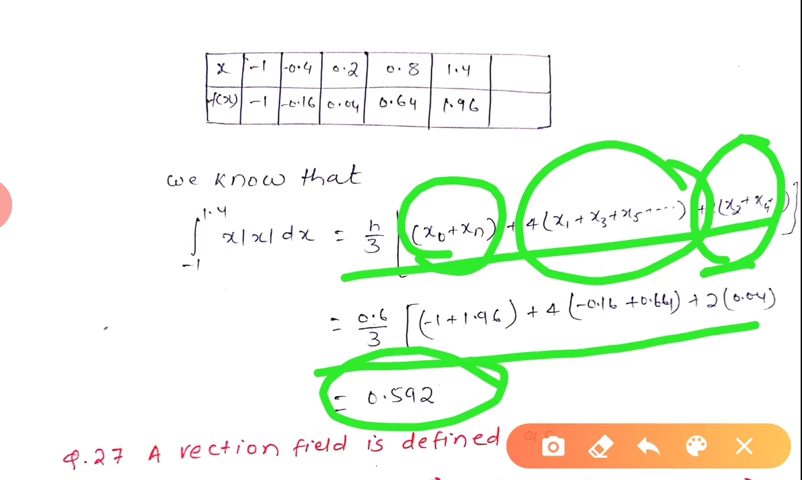 x -1 -0.4 0.2 0.8 1.4
f(x) -1 -0.16 0.04 0.64 1.96
we know that
∫_{-1}^{1.4} x|x| dx = h/3 [(x₀+xₙ) + 4(x₁+x₃+x₅+....) + 2(x₂+x₄ )]
= 0.6/3 [(-1+1.96) + 4(-0.16+0.64) + 2(0.04)
= 0.592
Q.27 A vection field is defined as